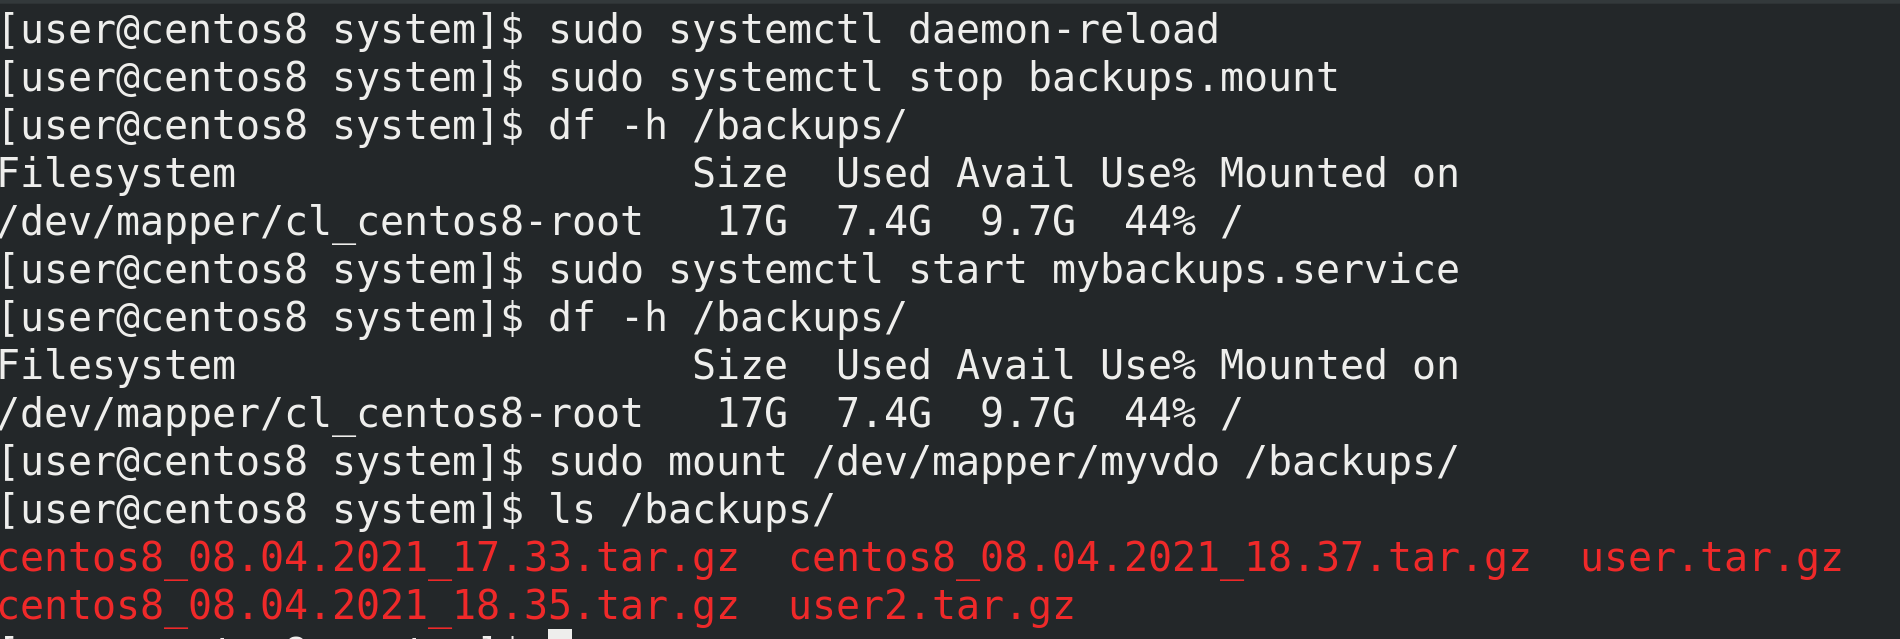 [user@centos8 system]$ sudo systemctl daemon-reload
[user@centos8 system]$ sudo systemctl stop backups.mount
[user@centos8 system]$ df -h /backups/
Filesystem                   Size  Used Avail Use% Mounted on
/dev/mapper/cl_centos8-root   17G  7.4G  9.7G  44% /
[user@centos8 system]$ sudo systemctl start mybackups.service
[user@centos8 system]$ df -h /backups/
Filesystem                   Size  Used Avail Use% Mounted on
/dev/mapper/cl_centos8-root   17G  7.4G  9.7G  44% /
[user@centos8 system]$ sudo mount /dev/mapper/myvdo /backups/
[user@centos8 system]$ ls /backups/
centos8_08.04.2021_17.33.tar.gz  centos8_08.04.2021_18.37.tar.gz  user.tar.gz
centos8_08.04.2021_18.35.tar.gz  user2.tar.gz